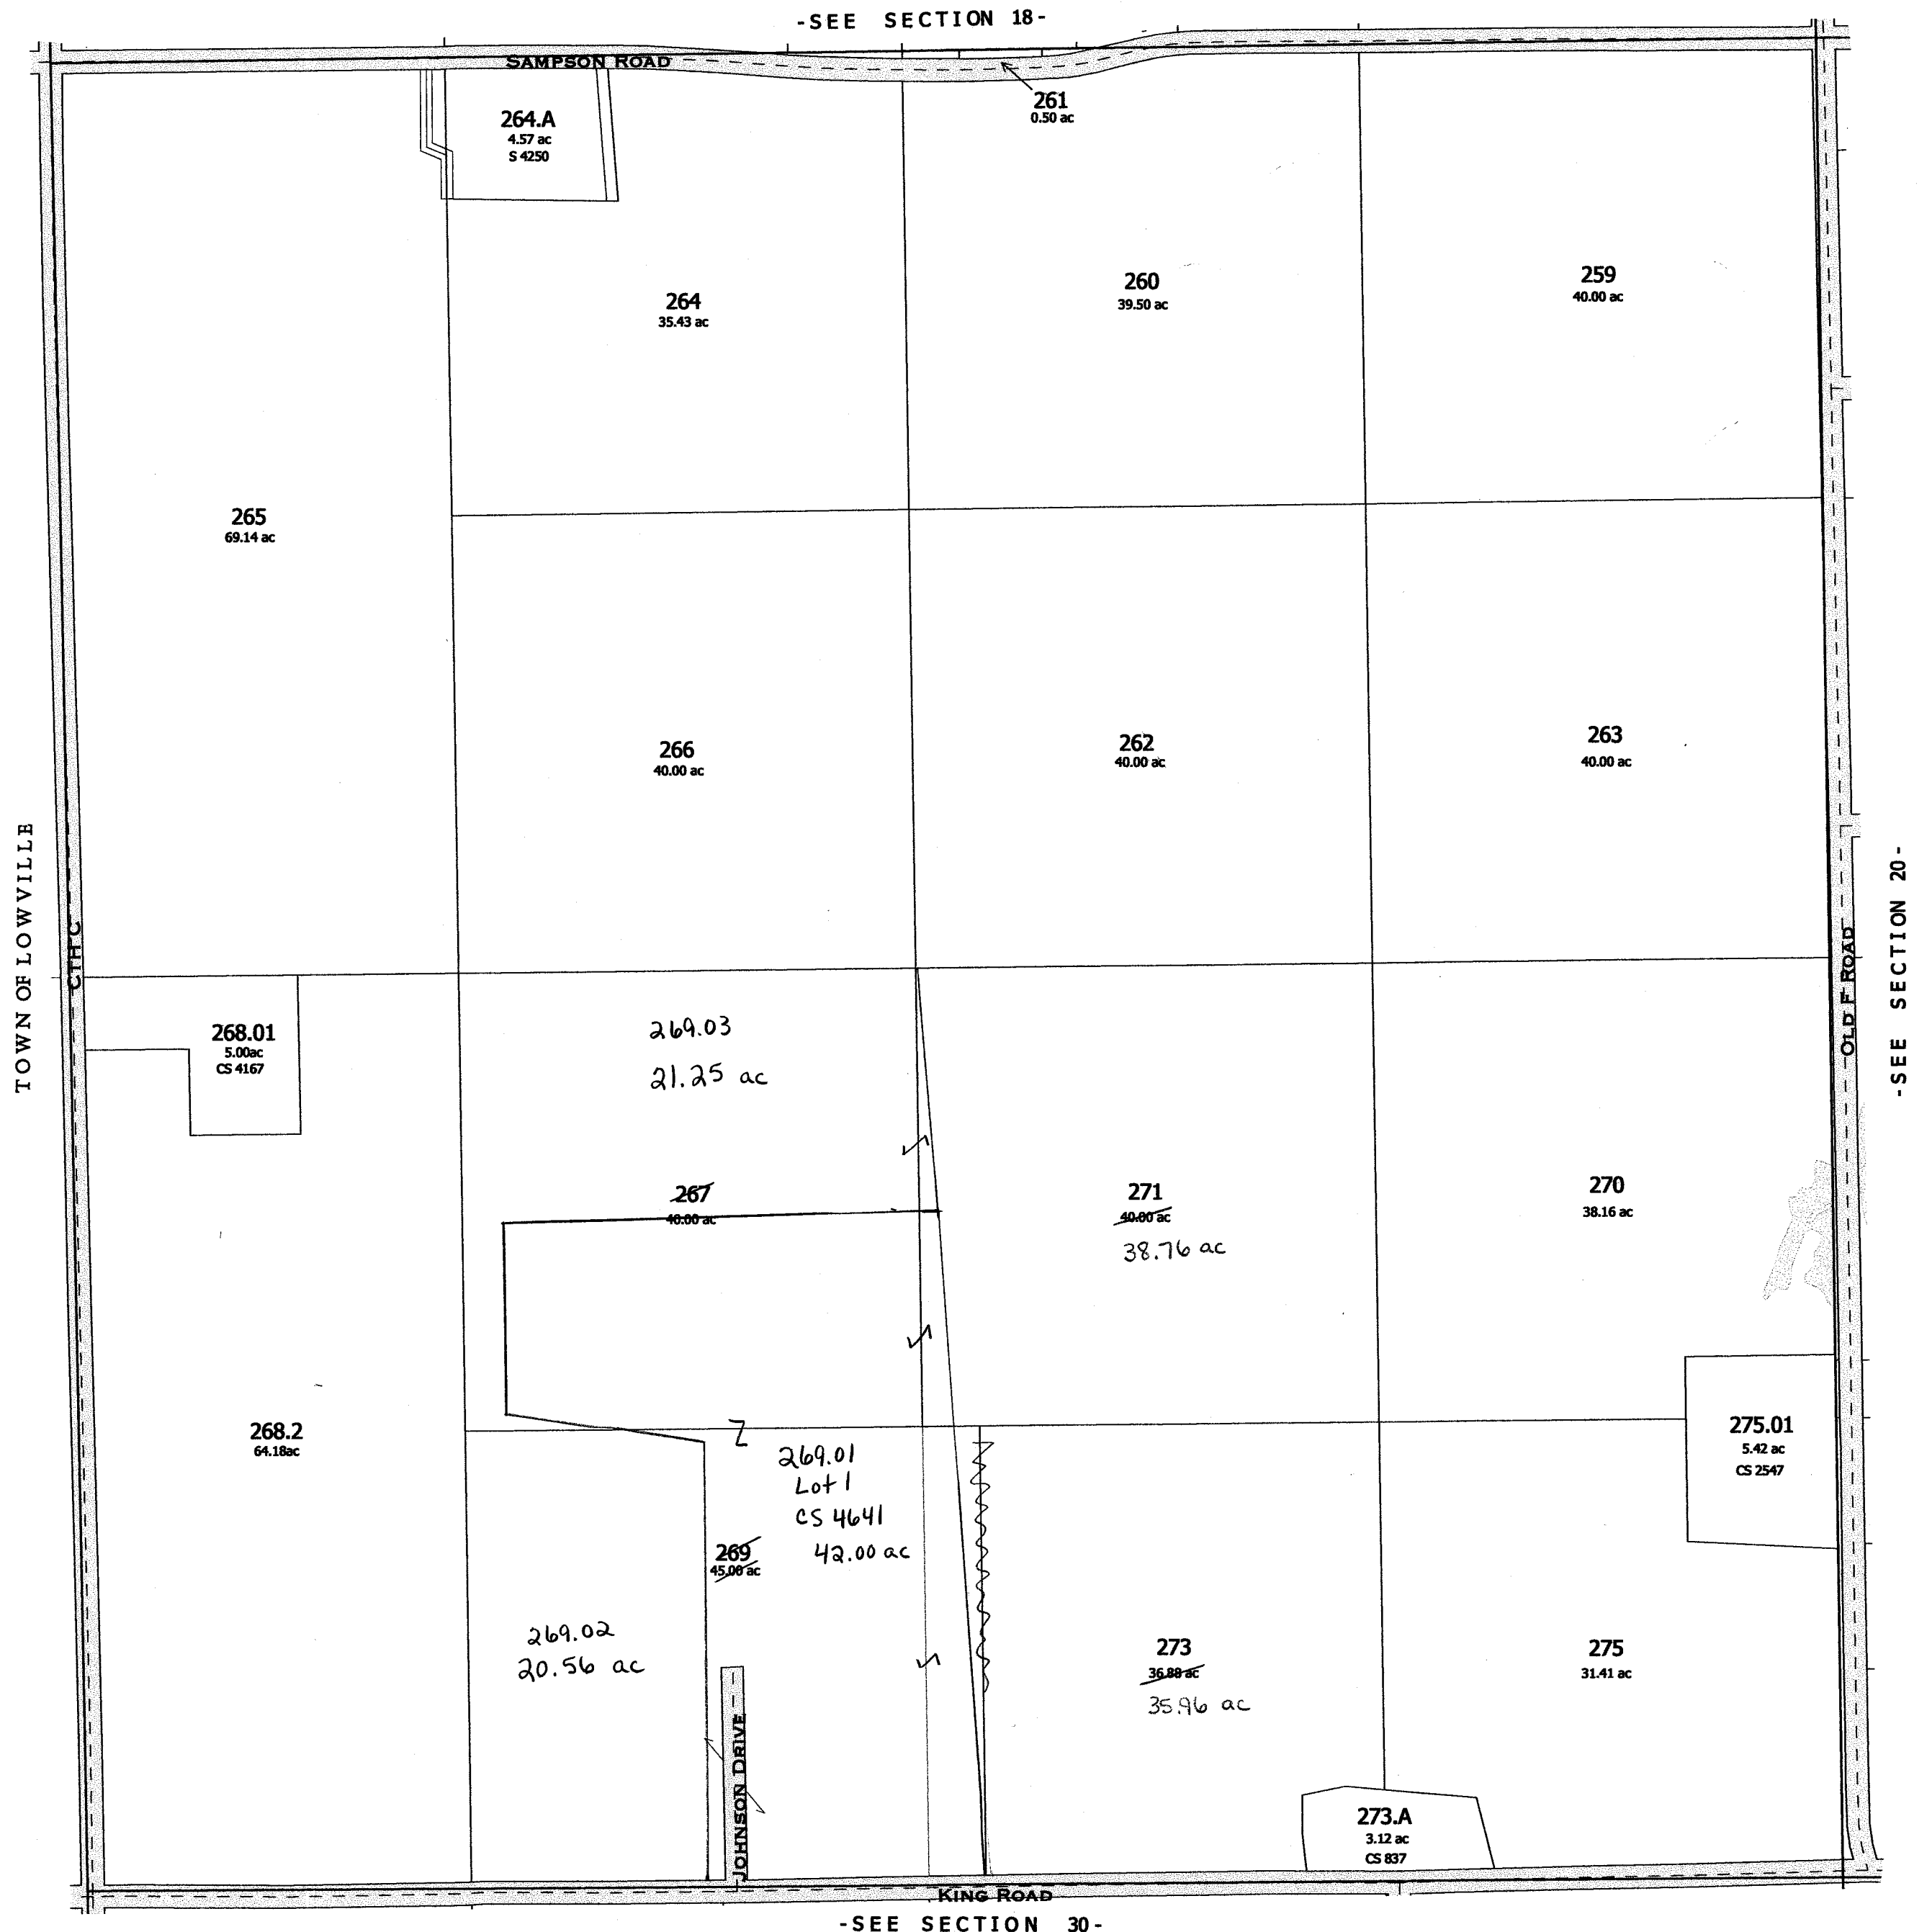 -SEE SECTION 18-
SAMPSON ROAD
261
0.50 ac
264.A
4.57 ac
S 4250
264
35.43 ac
260
39.50 ac
259
40.00 ac
265
69.14 ac
266
40.00 ac
262
40.00 ac
263
40.00 ac
TOWN OF LOWVILLE
CTH C
OLD F ROAD
-SEE SECTION 20-
268.01
5.00ac
CS 4167
269.03
21.25 ac
267
40.00 ac
271
40.00 ac
38.76 ac
270
38.16 ac
268.2
64.18ac
269.01
Lot 1
CS 4641
42.00 ac
269
45.00 ac
275.01
5.42 ac
CS 2547
269.02
20.56 ac
273
36.88 ac
35.96 ac
275
31.41 ac
JOHNSON DRIVE
273.A
3.12 ac
CS 837
KING ROAD
-SEE SECTION 30-